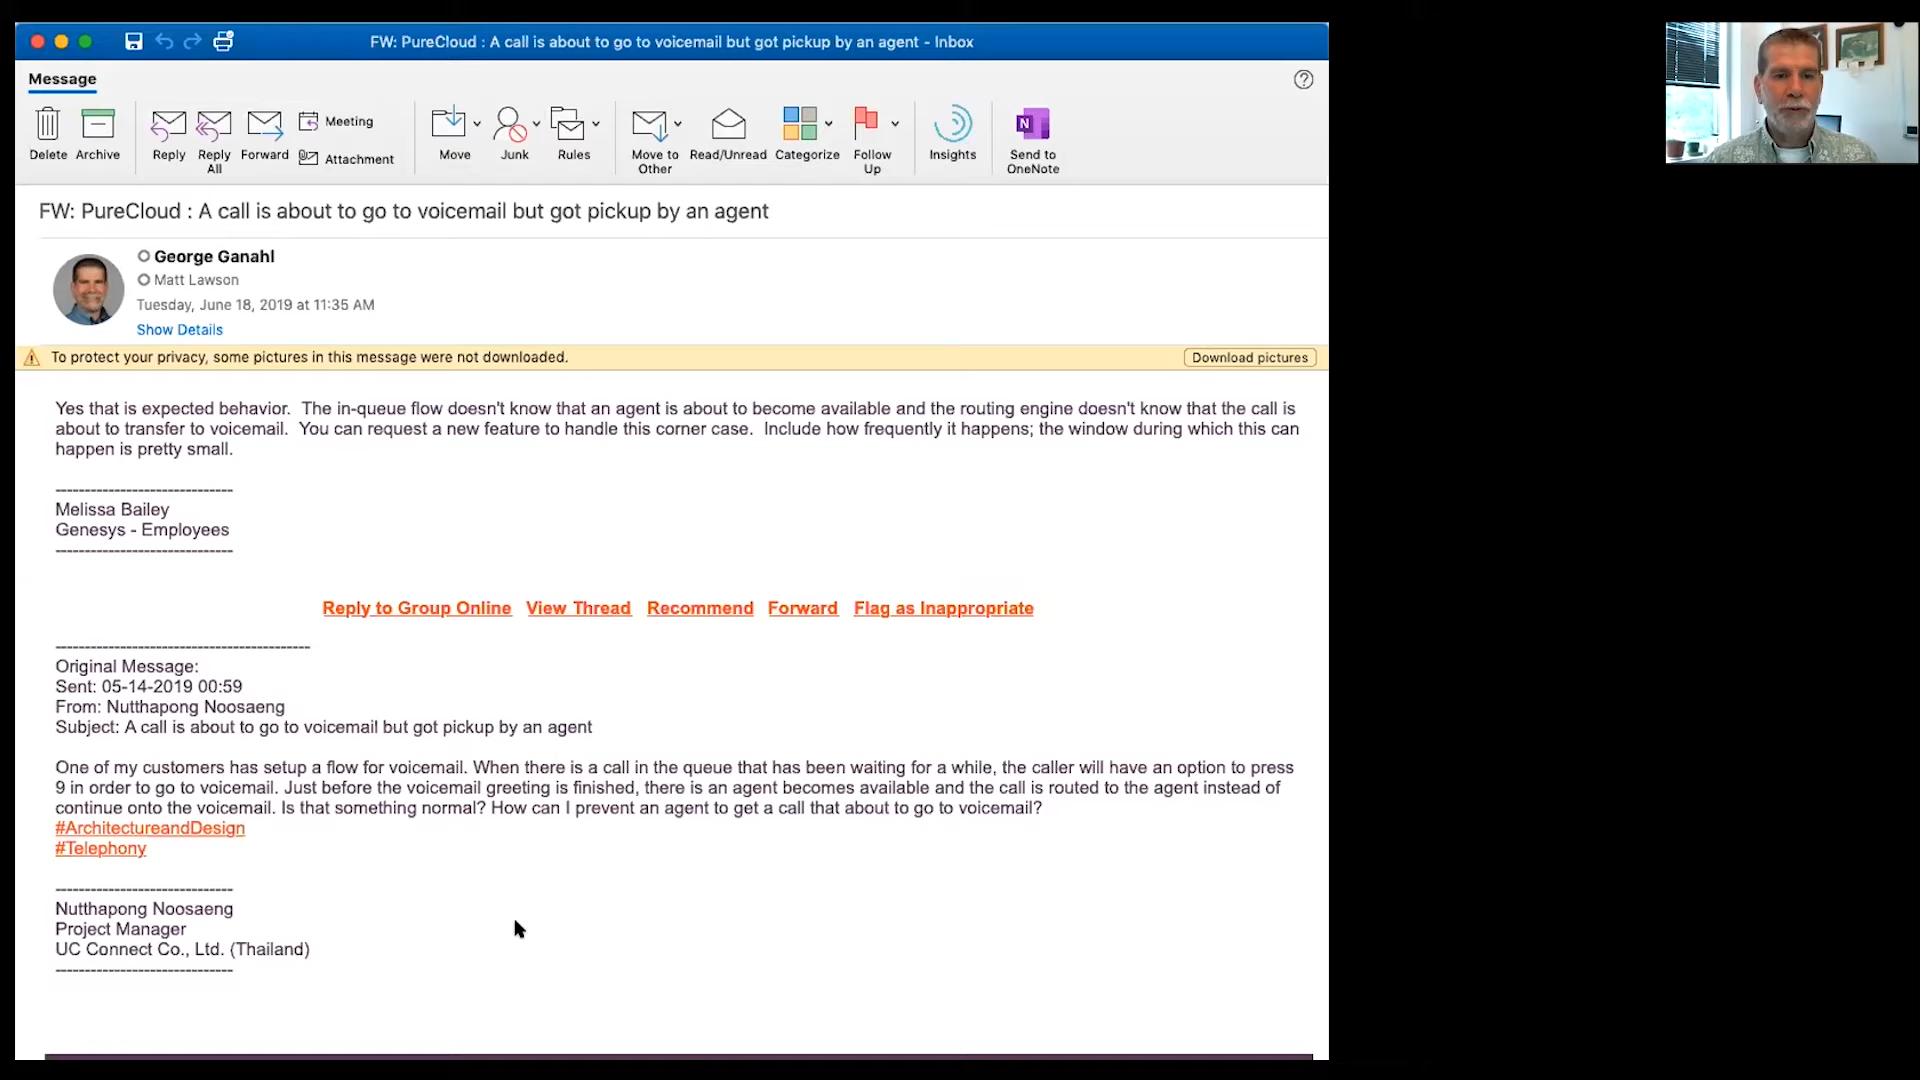 FW: PureCloud : A call is about to go to voicemail but got pickup by an agent - Inbox
Message
Delete
Archive
Reply
Reply All
Forward
Meeting
Attachment
Move
Junk
Rules
Move to Other
Read/Unread
Categorize
Follow Up
Insights
N
Send to OneNote
FW: PureCloud : A call is about to go to voicemail but got pickup by an agent
George Ganahl
Matt Lawson
Tuesday, June 18, 2019 at 11:35 AM
Show Details
To protect your privacy, some pictures in this message were not downloaded.
Download pictures
Yes that is expected behavior.  The in-queue flow doesn't know that an agent is about to become available and the routing engine doesn't know that the call is
about to transfer to voicemail.  You can request a new feature to handle this corner case.  Include how frequently it happens; the window during which this can
happen is pretty small.
------------------------------
Melissa Bailey
Genesys - Employees
------------------------------
Reply to Group Online   View Thread   Recommend   Forward   Flag as Inappropriate
-------------------------------------------
Original Message:
Sent: 05-14-2019 00:59
From: Nutthapong Noosaeng
Subject: A call is about to go to voicemail but got pickup by an agent
One of my customers has setup a flow for voicemail. When there is a call in the queue that has been waiting for a while, the caller will have an option to press
9 in order to go to voicemail. Just before the voicemail greeting is finished, there is an agent becomes available and the call is routed to the agent instead of
continue onto the voicemail. Is that something normal? How can I prevent an agent to get a call that about to go to voicemail?
#ArchitectureandDesign
#Telephony
------------------------------
Nutthapong Noosaeng
Project Manager
UC Connect Co., Ltd. (Thailand)
------------------------------